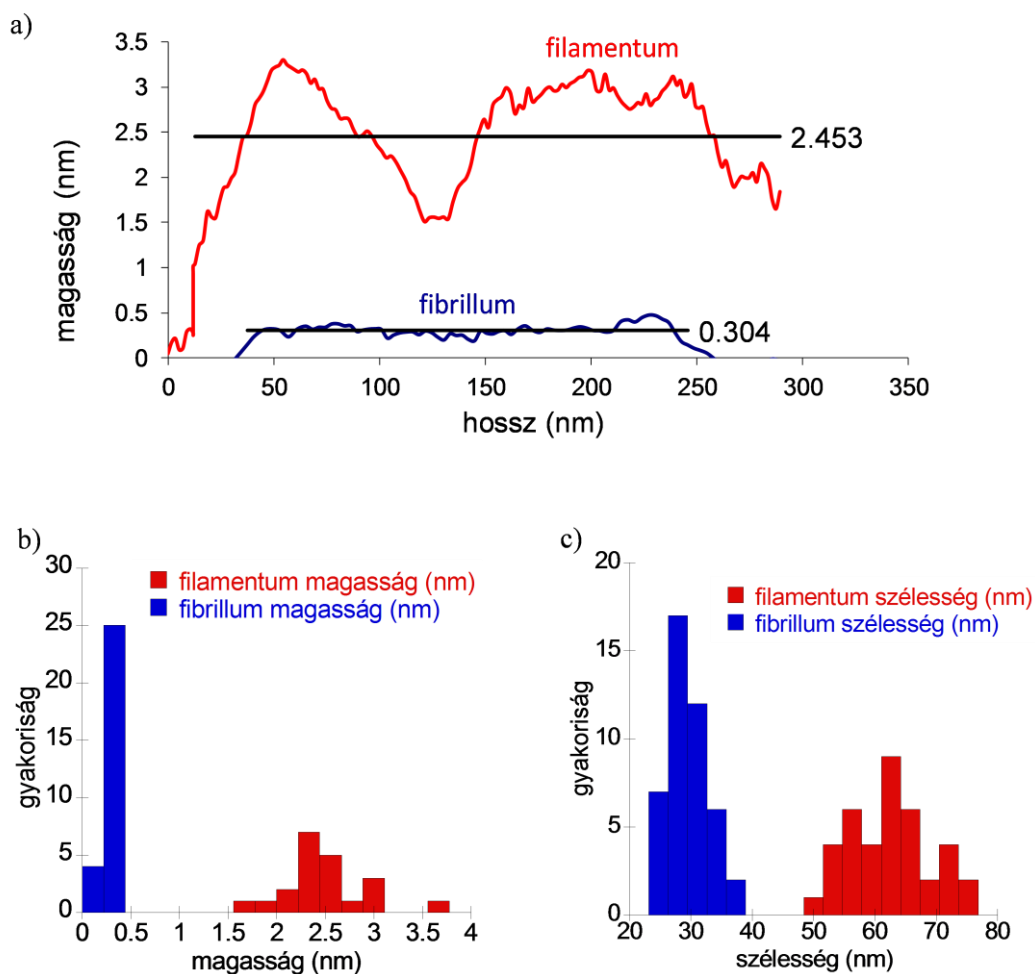 a)
3.5
3
2.5
2
1.5
1
0.5
0
magasság (nm)
filamentum
2.453
fibrillum
0.304
0 50 100 150 200 250 300 350
hossz (nm)
b)
30
25
20
15
10
5
0
gyakoriság
filamentum magasság (nm)
fibrillum magasság (nm)
0 0.5 1 1.5 2 2.5 3 3.5 4
magasság (nm)
c)
20
15
10
5
0
gyakoriság
filamentum szélesség (nm)
fibrillum szélesség (nm)
20 30 40 50 60 70 80
szélesség (nm)